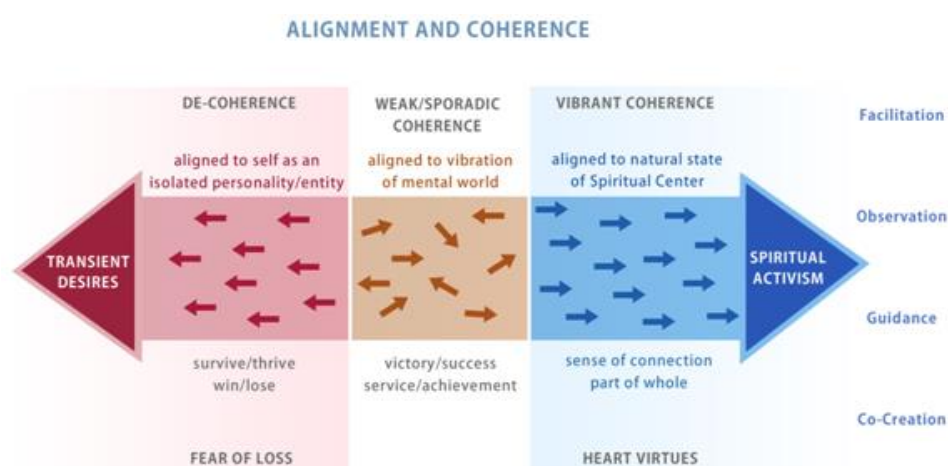 ALIGNMENT AND COHERENCE
DE-COHERENCE
aligned to self as an
isolated personality/entity
WEAK/SPORADIC
COHERENCE
aligned to vibration
of mental world
VIBRANT COHERENCE
aligned to natural state
of Spiritual Center
TRANSIENT
DESIRES
SPIRITUAL
ACTIVISM
survive/thrive
win/lose
victory/success
service/achievement
sense of connection
part of whole
FEAR OF LOSS
HEART VIRTUES
Facilitation
Observation
Guidance
Co-Creation